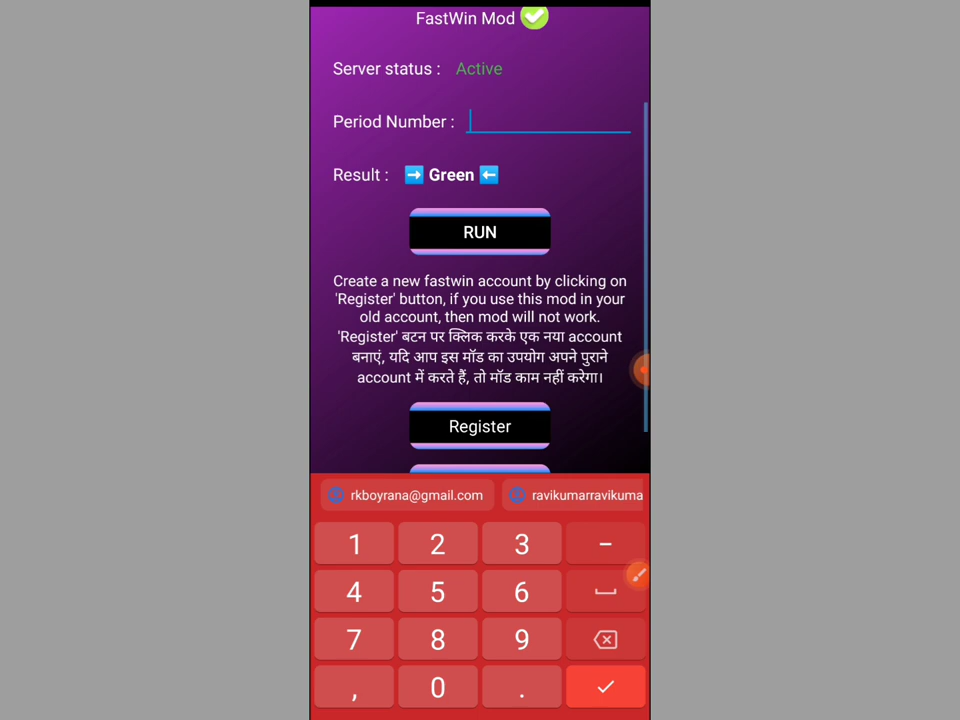 FastWin Mod ✅
Server status : Active
Period Number :
Result : ➡️ Green ⬅️
RUN
Create a new fastwin account by clicking on
'Register' button, if you use this mod in your
old account, then mod will not work.
'Register' बटन पर क्लिक करके एक नया account
बनाएं, यदि आप इस मॉड का उपयोग अपने पुराने
account में करते हैं, तो मॉड काम नहीं करेगा।
Register
rkboyrana@gmail.com ravikumarravikuma
1 2 3 -
4 5 6
7 8 9
, 0 .